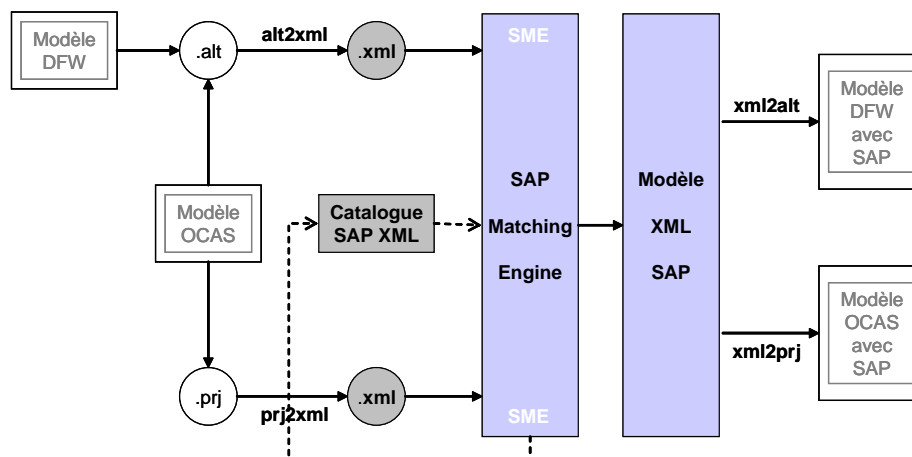 Modèle
DFW
.alt
alt2xml
.xml
SME
Modèle
DFW
avec
SAP
xml2alt
Modèle
OCAS
Catalogue
SAP XML
SAP
Matching
Engine
Modèle
XML
SAP
Modèle
OCAS
avec
SAP
xml2prj
.prj
prj2xml
.xml
SME